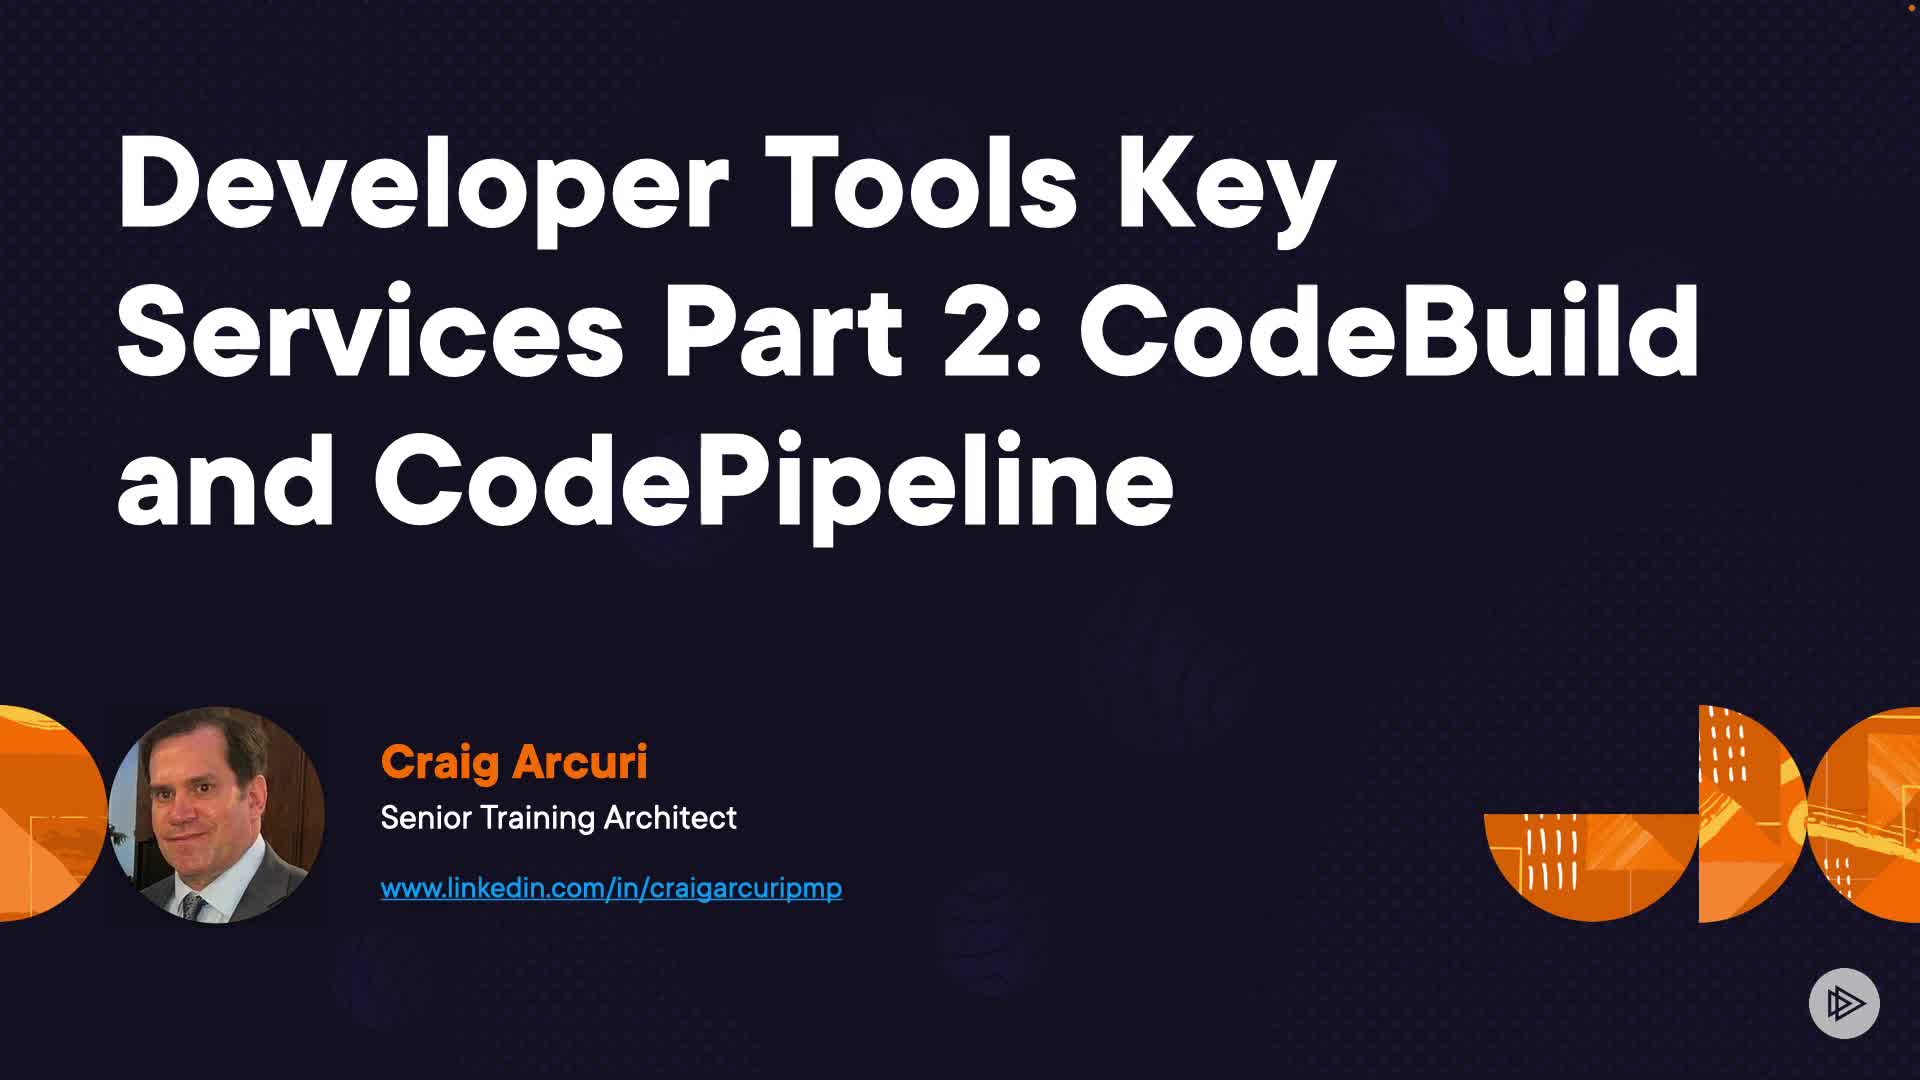 Developer Tools Key
Services Part 2: CodeBuild
and CodePipeline
Craig Arcuri
Senior Training Architect
www.linkedin.com/in/craigarcuripmp